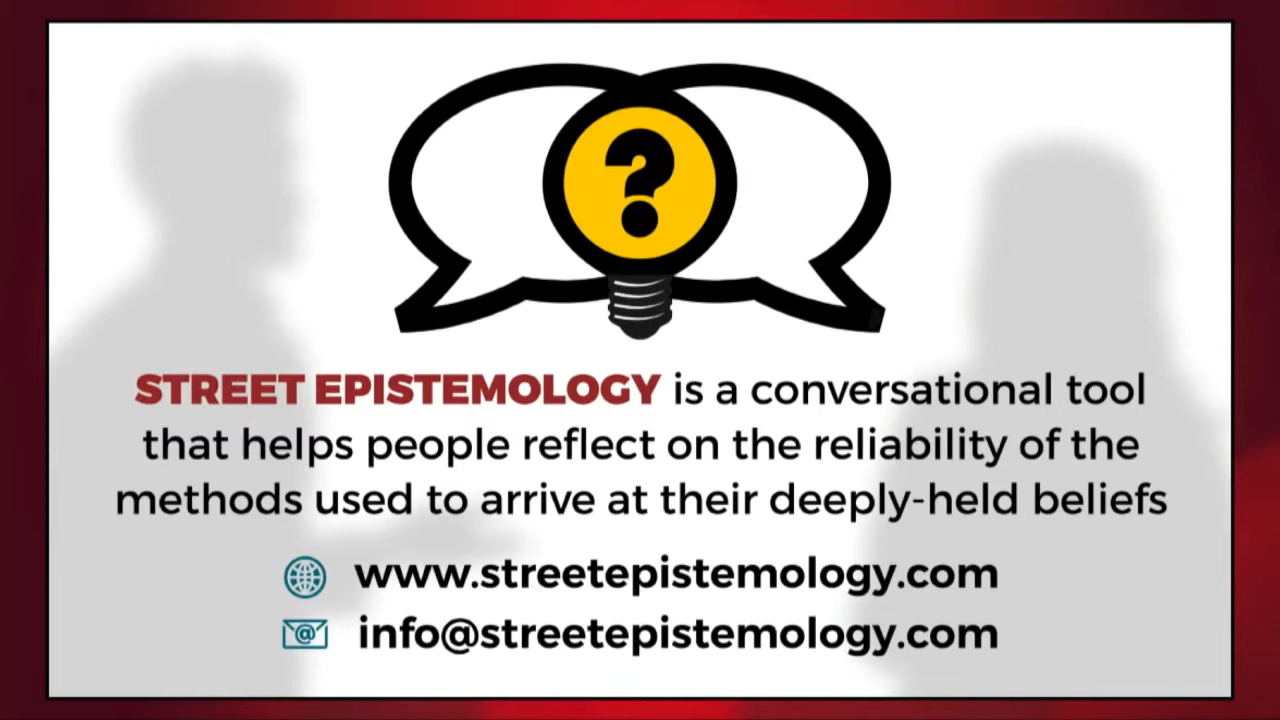 ?
STREET EPISTEMOLOGY is a conversational tool
that helps people reflect on the reliability of the
methods used to arrive at their deeply-held beliefs
www.streetepistemology.com
info@streetepistemology.com